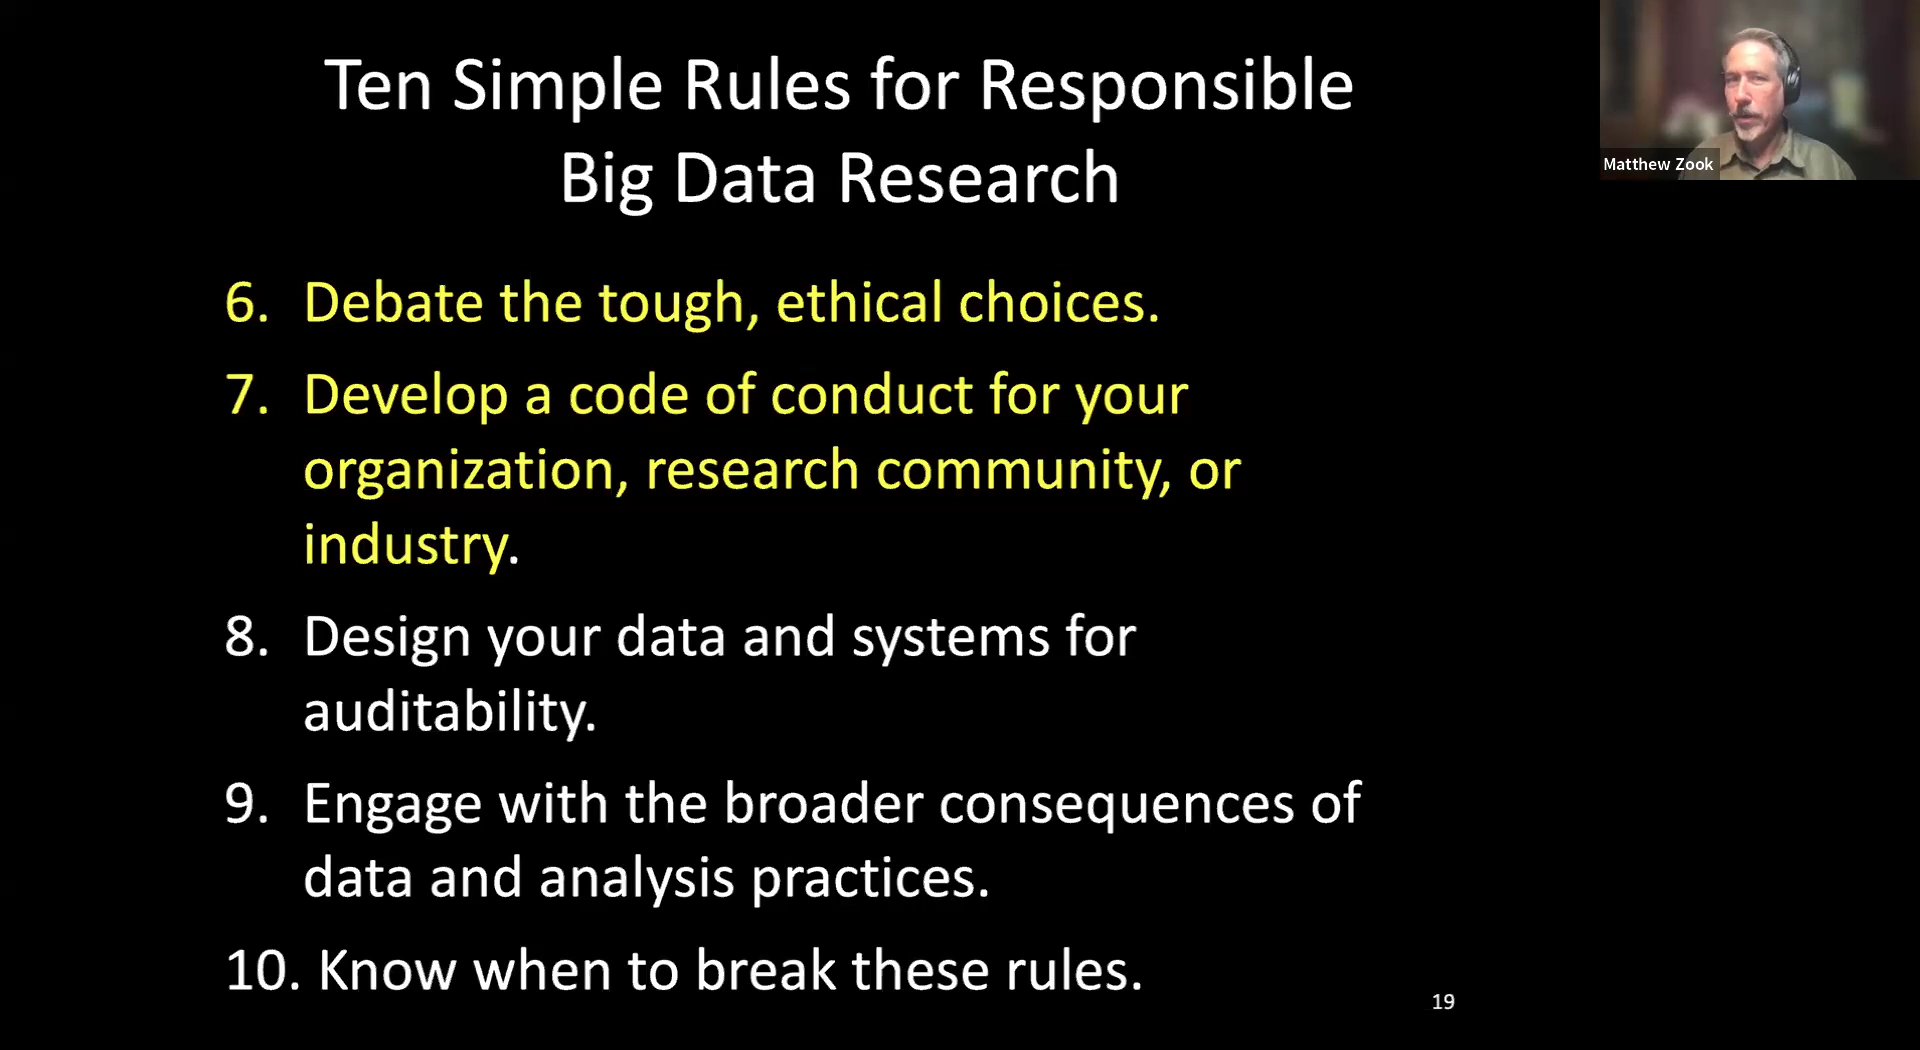 Ten Simple Rules for Responsible
Big Data Research
Matthew Zook
6. Debate the tough, ethical choices.
7. Develop a code of conduct for your
organization, research community, or
industry.
8. Design your data and systems for
auditability.
9. Engage with the broader consequences of
data and analysis practices.
10. Know when to break these rules.
19